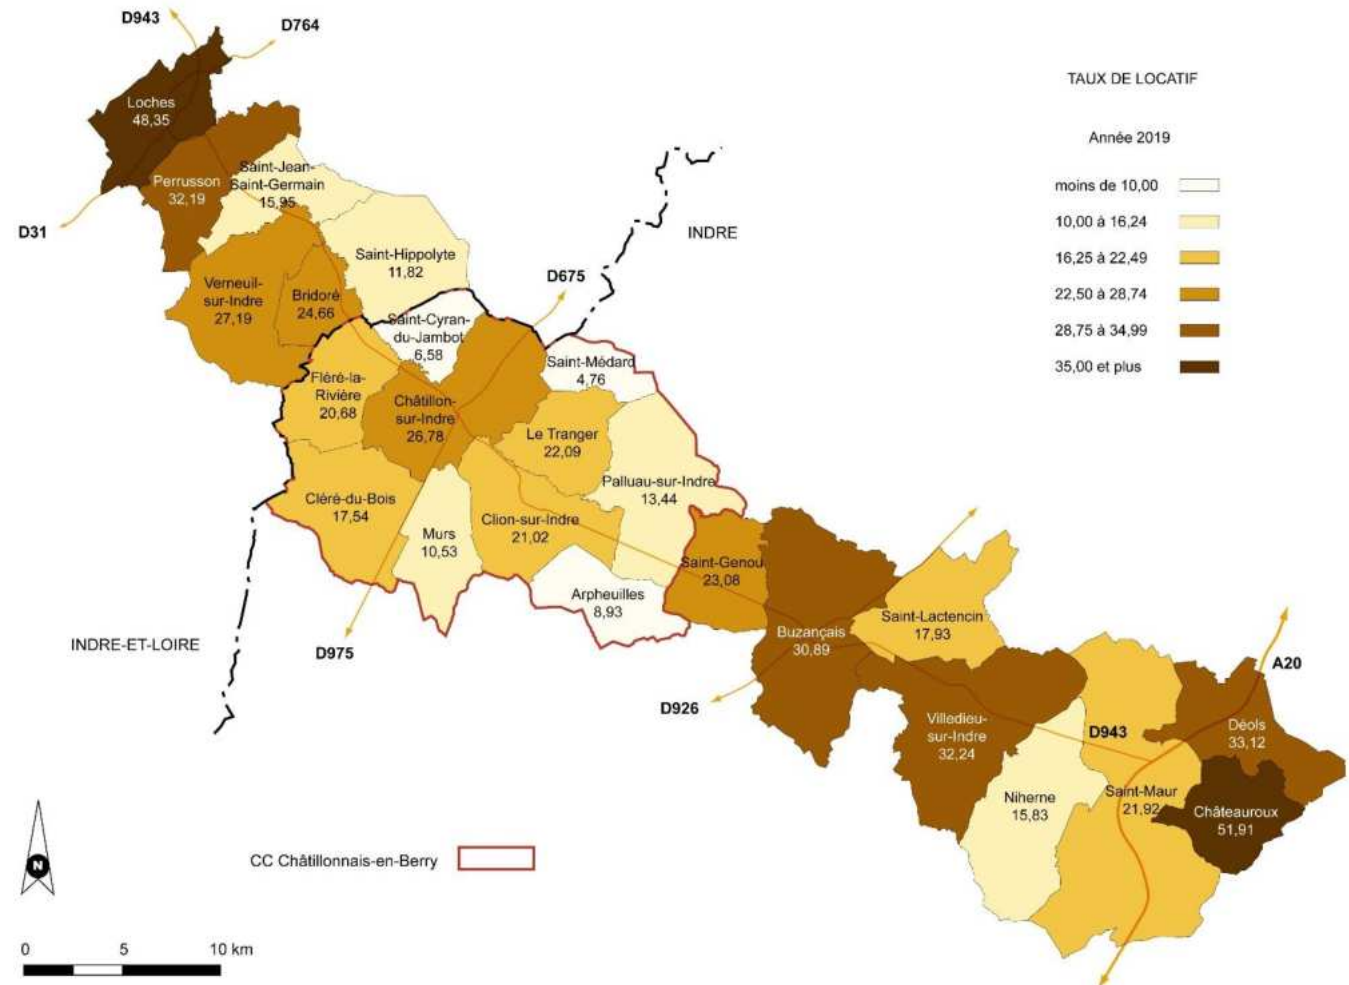 D943
D764
Loches
48,35
Perrusson
32,19
Saint-Jean-
Saint-Germain
15,95
D31
Saint-Hippolyte
11,82
Verneuil-
sur-Indre
27,19
Bridoré
24,66
INDRE
D675
Saint-Cyran-
du-Jambot
6,58
Saint-Médard
4,76
Fléré-la-
Rivière
20,68
Châtillon-
sur-Indre
26,78
Le Tranger
22,09
Palluau-sur-Indre
13,44
Cléré-du-Bois
17,54
Murs
10,53
Clion-sur-Indre
21,02
Saint-Genou
23,08
Arpheuilles
8,93
INDRE-ET-LOIRE
D975
Buzançais
30,89
Saint-Lactencin
17,93
D926
Villedieu-
sur-Indre
32,24
D943
A20
Déols
33,12
Niherne
15,83
Saint-Maur
21,92
Châteauroux
51,91
TAUX DE LOCATIF
Année 2019
moins de 10,00
10,00 à 16,24
16,25 à 22,49
22,50 à 28,74
28,75 à 34,99
35,00 et plus
CC Châtillonnais-en-Berry
N
0 5 10 km